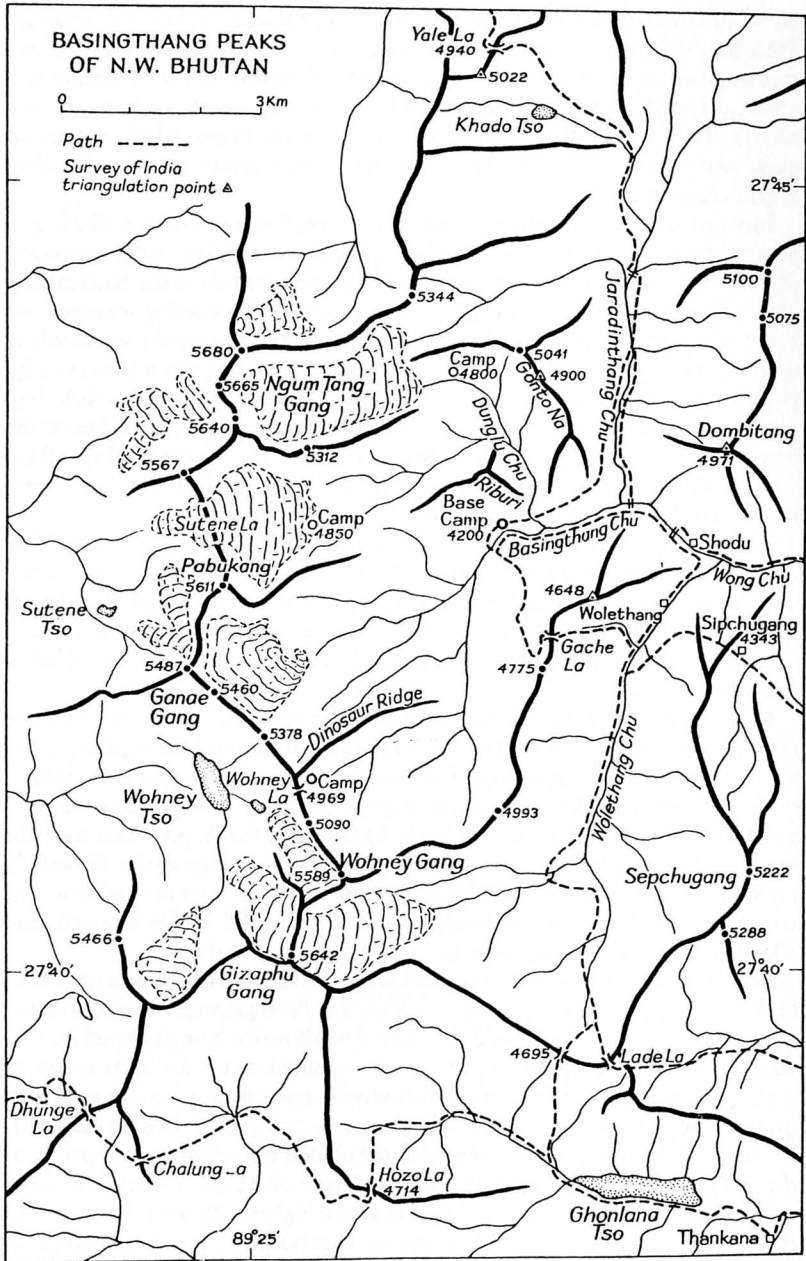 BASINGTHANG PEAKS
OF N.W. BHUTAN
0 3Km
Path
Survey of India
triangulation point
Yale La
4940
5022
Khado Tso
27°45'
5344
5100
5075
Jaradinthang Chu
5680
5665
Ngum Tang
Gang
5640
5312
5567
Camp
4800
5041
4900
Gonto Na
Dungju Chu
Riburi
Dombitang
4971
Sutene La
Camp
4850
Base
Camp
4200
Basingthang Chu
Shodu
Wong Chu
Pabukang
5611
4648
Wolethang
Sipchugang
4343
Sutene
Tso
Gache
La
4775
5487
5460
Ganae
Gang
5378
Dinosaur Ridge
Wolethang Chu
Wohney
Tso
Wohney
La
Camp
4969
5090
4993
5589
Wohney Gang
Sepchugang
5222
5466
5288
5642
27°40'
Gizaphu
Gang
27°40'
4695
Lade La
Dhunge
La
Chalung La
Hozo La
4714
Ghonlana
Tso
Thankana
89°25'